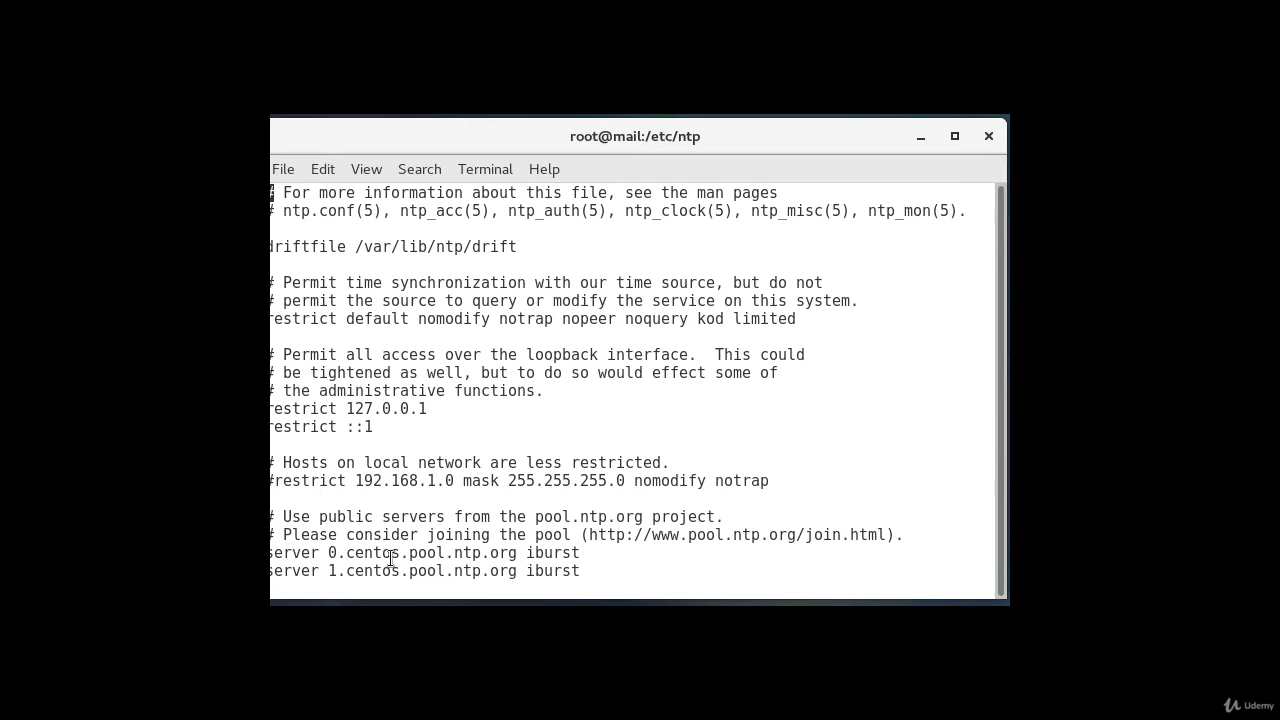 root@mail:/etc/ntp
File Edit View Search Terminal Help
# For more information about this file, see the man pages
# ntp.conf(5), ntp_acc(5), ntp_auth(5), ntp_clock(5), ntp_misc(5), ntp_mon(5).
driftfile /var/lib/ntp/drift
# Permit time synchronization with our time source, but do not
# permit the source to query or modify the service on this system.
restrict default nomodify notrap nopeer noquery kod limited
# Permit all access over the loopback interface.  This could
# be tightened as well, but to do so would effect some of
# the administrative functions.
restrict 127.0.0.1
restrict ::1
# Hosts on local network are less restricted.
#restrict 192.168.1.0 mask 255.255.255.0 nomodify notrap
# Use public servers from the pool.ntp.org project.
# Please consider joining the pool (http://www.pool.ntp.org/join.html).
server 0.centos.pool.ntp.org iburst
server 1.centos.pool.ntp.org iburst
Udemy